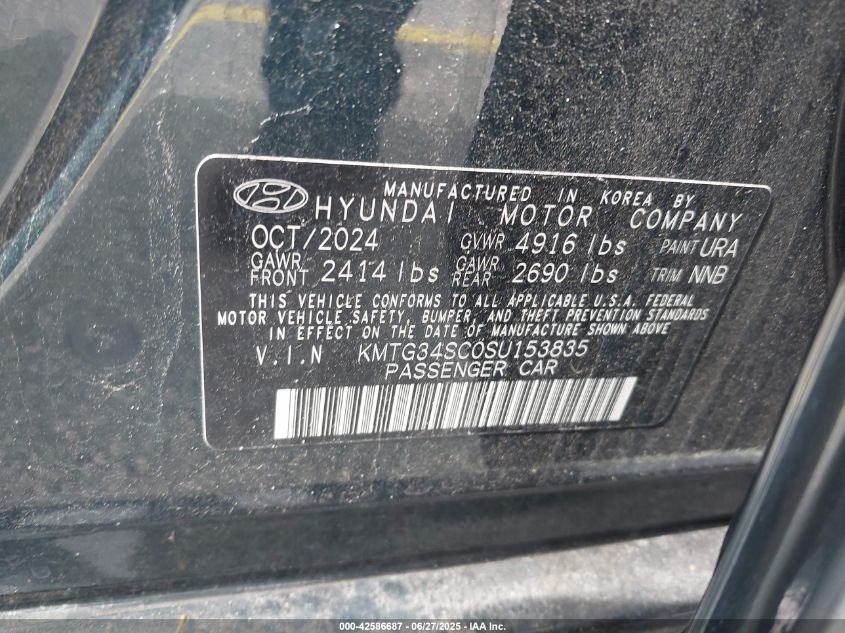 MANUFACTURED IN KOREA BY
HYUNDAI MOTOR COMPANY
OCT/2024 GVWR 4916 lbs PAINT URA
GAWR FRONT 2414 lbs GAWR REAR 2690 lbs TRIM NNB
THIS VEHICLE CONFORMS TO ALL APPLICABLE U.S.A. FEDERAL
MOTOR VEHICLE SAFETY, BUMPER, AND THEFT PREVENTION STANDARDS
IN EFFECT ON THE DATE OF MANUFACTURE SHOWN ABOVE
V.I.N KMTG34SC0SU153835
PASSENGER CAR
000-42586687 - 06/27/2025 - IAA, Inc.